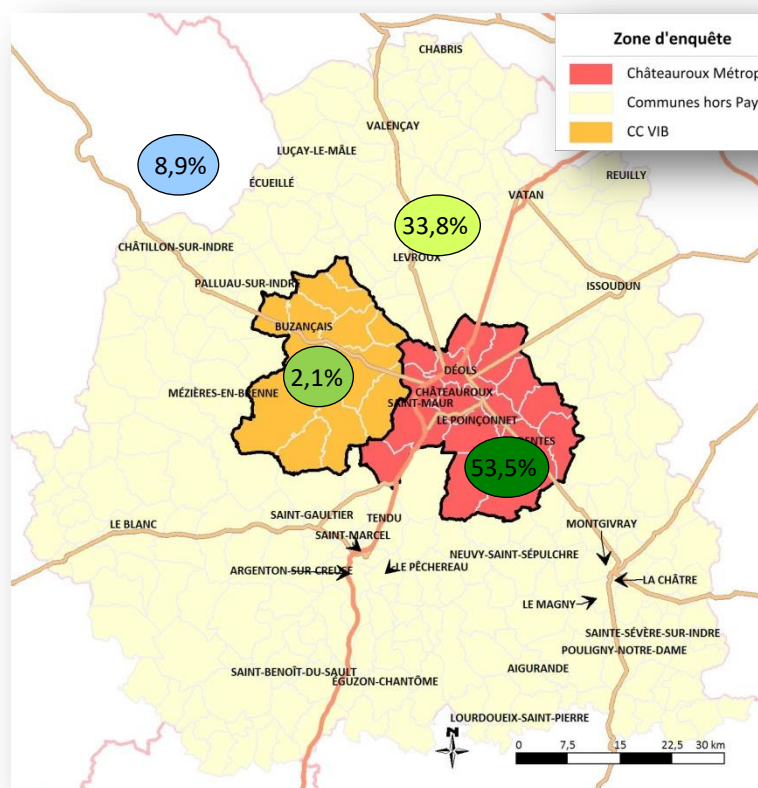 Zone d'enquête
Châteauroux Métrop
Communes hors Pay
CC VIB
CHABRIS
VALENÇAY
LUÇAY-LE-MÂLE
8,9%
ÉCUEILLÉ
REUILLY
VATAN
33,8%
CHÂTILLON-SUR-INDRE
LEVROUX
PALLUAU-SUR-INDRE
ISSOUDUN
BUZANÇAIS
DÉOLS
2,1%
MÉZIÈRES-EN-BRENNE
CHÂTEAUROUX
SAINT-MAUR
LE POINÇONNET
ENTES
53,5%
SAINT-GAULTIER
TENDU
LE BLANC
MONTGIVRAY
SAINT-MARCEL
NEUVY-SAINT-SÉPULCHRE
ARGENTON-SUR-CREUSE
LE PÊCHEREAU
LA CHÂTRE
LE MAGNY
SAINTE-SÉVÈRE-SUR-INDRE
POULIGNY-NOTRE-DAME
SAINT-BENOÎT-DU-SAULT
AIGURANDE
ÉGUZON-CHANTÔME
LOURDOUEIX-SAINT-PIERRE
N
0 7,5 15 22,5 30 km